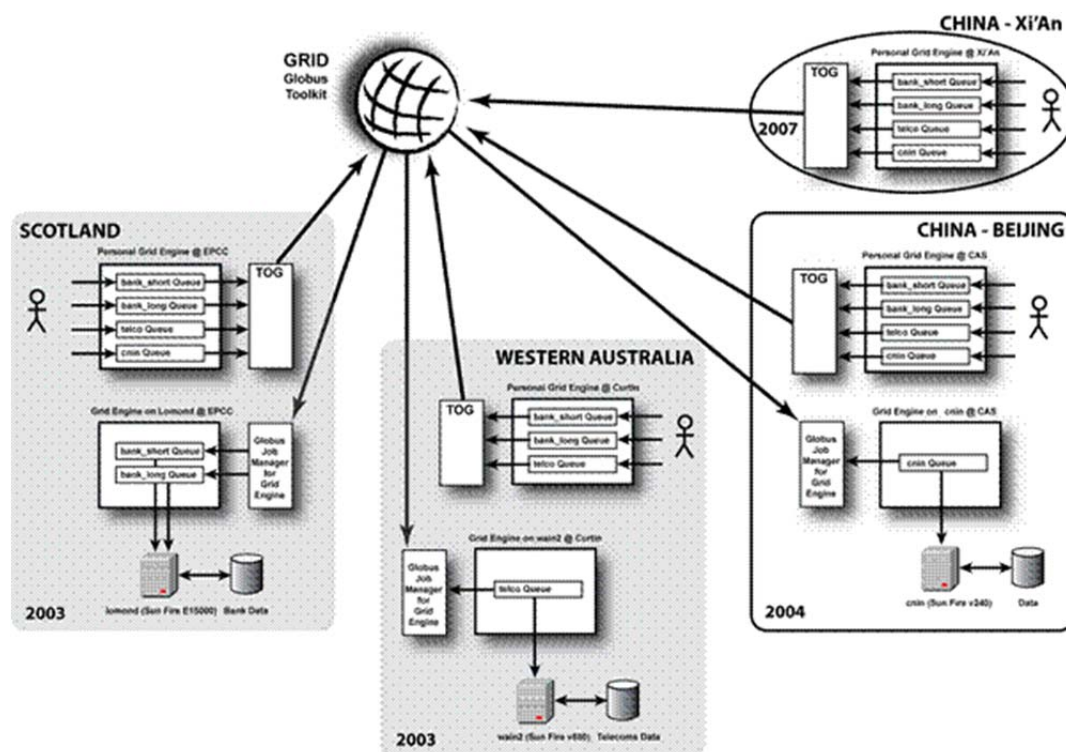 GRID
Globus
Toolkit
CHINA - Xi'An
Personal Grid Engine @ Xi'An
TOG
bank_short Queue
bank_long Queue
telco Queue
cnin Queue
2007
SCOTLAND
Personal Grid Engine @ EPCC
bank_short Queue
bank_long Queue
telco Queue
cnin Queue
TOG
Grid Engine on Lomond @ EPCC
bank_short Queue
bank_long Queue
Globus
Job
Manager
for
Grid
Engine
lomond (Sun Fire E15000) Bank Data
2003
WESTERN AUSTRALIA
Personal Grid Engine @ Curtin
TOG
bank_short Queue
bank_long Queue
telco Queue
Grid Engine on wain2 @ Curtin
Globus
Job
Manager
for
Grid
Engine
telco Queue
wain2 (Sun Fire v880) Telecoms Data
2003
CHINA - BEIJING
Personal Grid Engine @ CAS
TOG
bank_short Queue
bank_long Queue
telco Queue
cnin Queue
Grid Engine on cnin @ CAS
Globus
Job
Manager
for
Grid
Engine
cnin Queue
cnin (Sun Fire v240) Data
2004